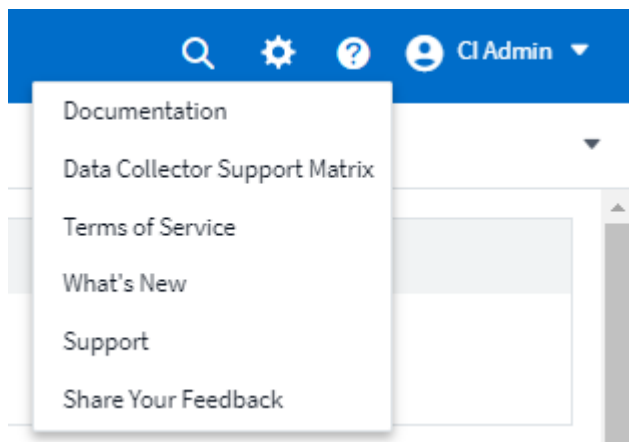 CI Admin
Documentation
Data Collector Support Matrix
Terms of Service
What's New
Support
Share Your Feedback